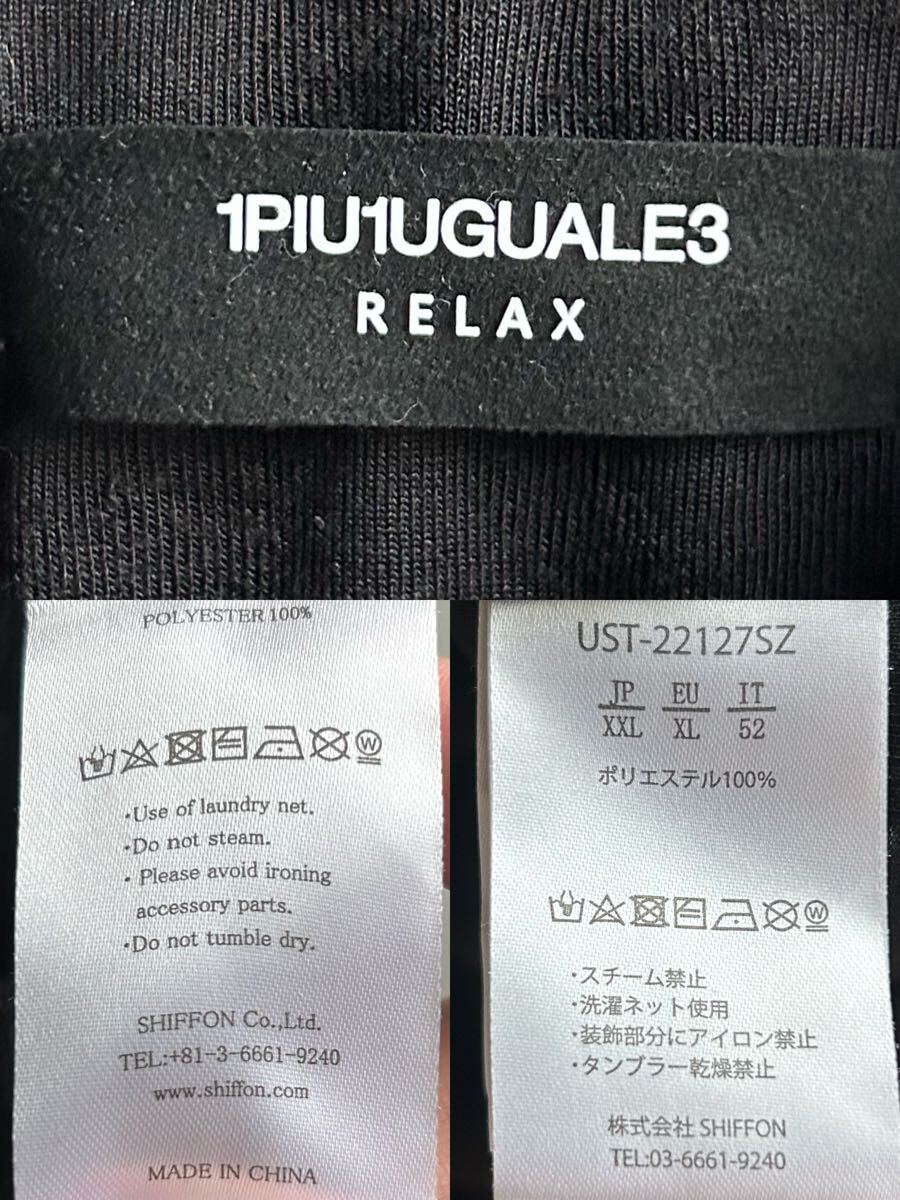 1PIU1UGUALE3
RELAX
POLYESTER 100%
W
・Use of laundry net.
・Do not steam.
・Please avoid ironing
accessory parts.
・Do not tumble dry.
SHIFFON Co.,Ltd.
TEL:+81-3-6661-9240
www.shiffon.com
MADE IN CHINA
UST-22127SZ
JP EU IT
XXL XL 52
ポリエステル100%
W
・スチーム禁止
・洗濯ネット使用
・装飾部分にアイロン禁止
・タンブラー乾燥禁止
株式会社 SHIFFON
TEL:03-6661-9240